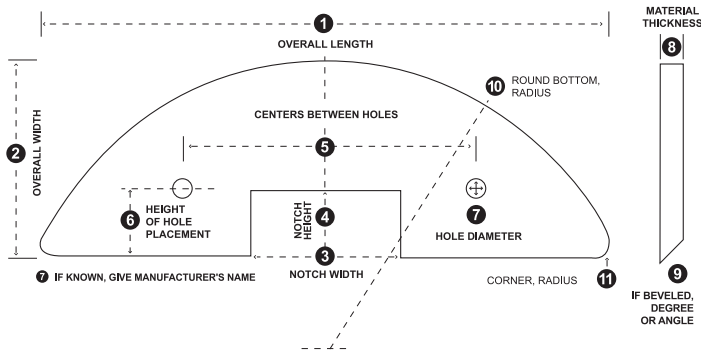 1
OVERALL LENGTH
MATERIAL
THICKNESS
8
10 ROUND BOTTOM,
RADIUS
CENTERS BETWEEN HOLES
5
2
OVERALL WIDTH
6
HEIGHT
OF HOLE
PLACEMENT
NOTCH
HEIGHT
4
7
HOLE DIAMETER
3
NOTCH WIDTH
7 IF KNOWN, GIVE MANUFACTURER'S NAME
CORNER, RADIUS
11
9
IF BEVELED,
DEGREE
OR ANGLE